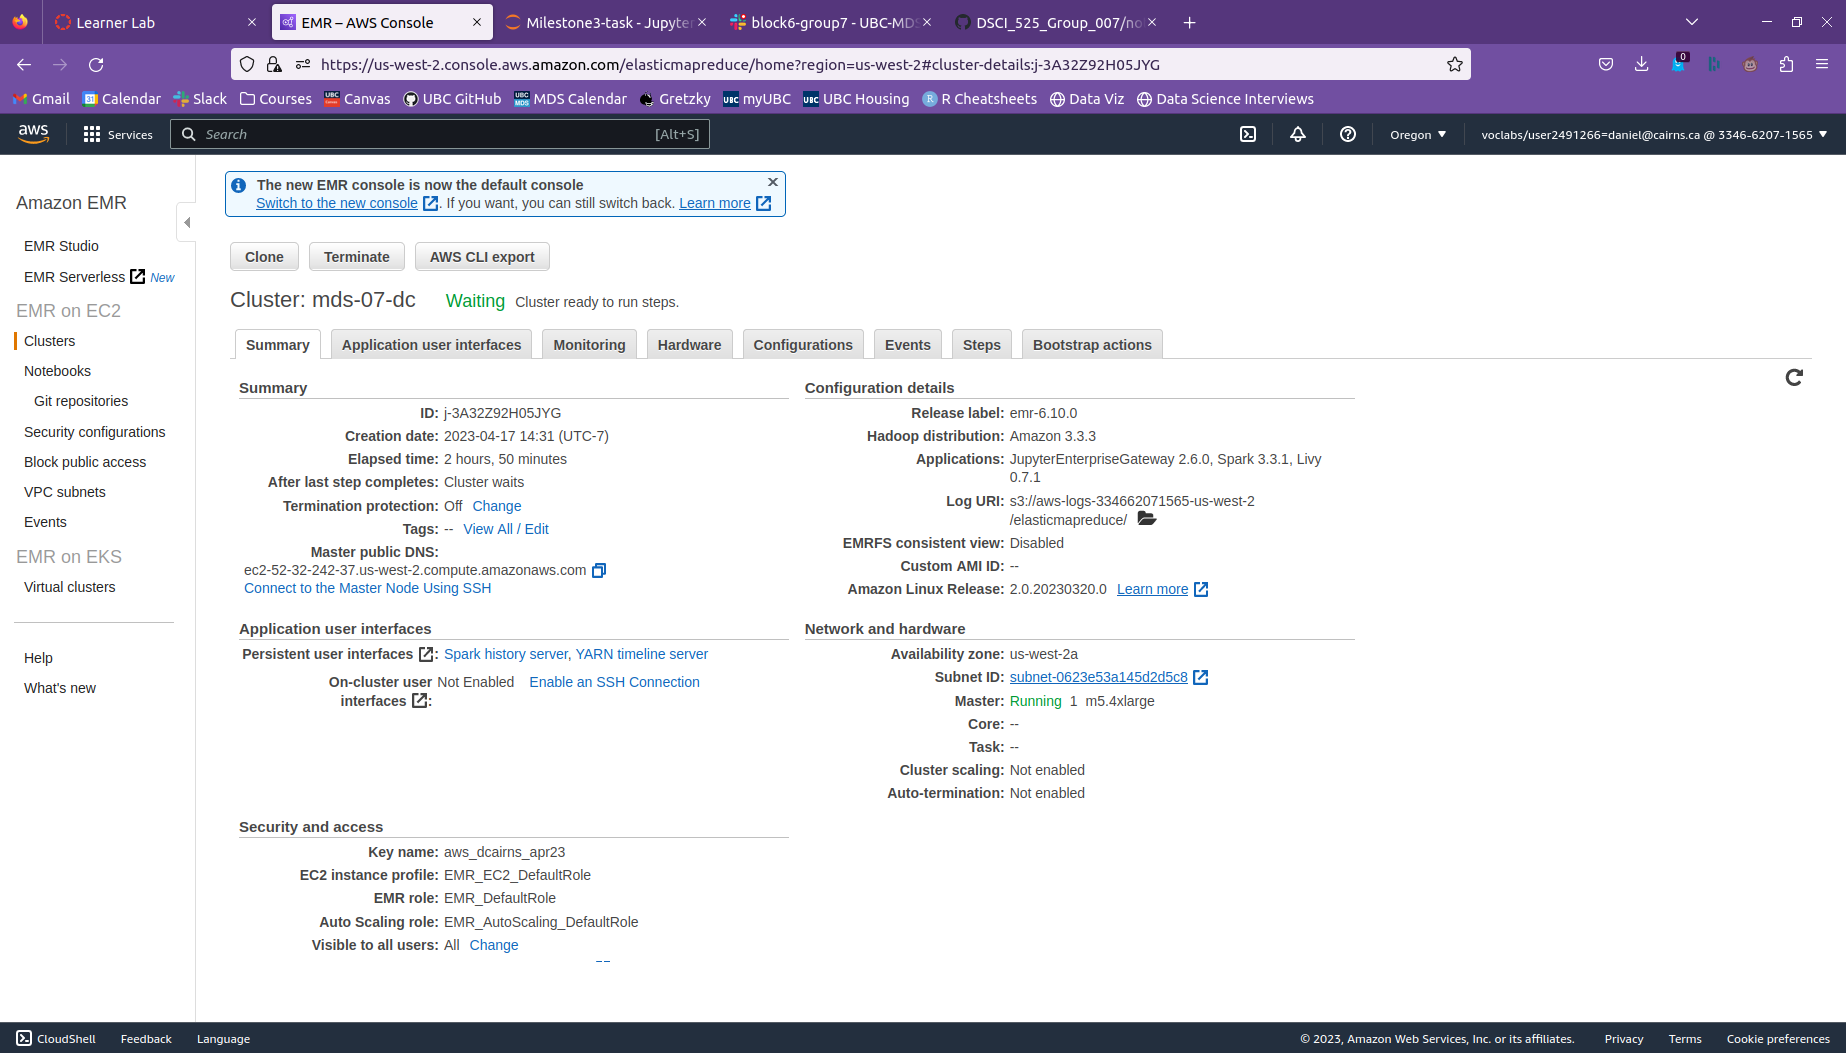 Learner Lab
EMR – AWS Console
Milestone3-task - Jupyter
block6-group7 - UBC-MDS
DSCI_525_Group_007/no
https://us-west-2.console.aws.amazon.com/elasticmapreduce/home?region=us-west-2#cluster-details:j-3A32Z92H05JYG
0
Gmail
Calendar
Slack
Courses
Canvas
UBC GitHub
MDS Calendar
Gretzky
myUBC
UBC Housing
R Cheatsheets
Data Viz
Data Science Interviews
aws
Services
Search
[Alt+S]
Oregon
voclabs/user2491266=daniel@cairns.ca @ 3346-6207-1565
Amazon EMR
EMR Studio
EMR Serverless New
EMR on EC2
Clusters
Notebooks
Git repositories
Security configurations
Block public access
VPC subnets
Events
EMR on EKS
Virtual clusters
Help
What's new
The new EMR console is now the default console
Switch to the new console . If you want, you can still switch back. Learn more
Clone
Terminate
AWS CLI export
Cluster: mds-07-dc Waiting Cluster ready to run steps.
Summary
Application user interfaces
Monitoring
Hardware
Configurations
Events
Steps
Bootstrap actions
Summary
ID: j-3A32Z92H05JYG
Creation date: 2023-04-17 14:31 (UTC-7)
Elapsed time: 2 hours, 50 minutes
After last step completes: Cluster waits
Termination protection: Off Change
Tags: -- View All / Edit
Master public DNS:
ec2-52-32-242-37.us-west-2.compute.amazonaws.com
Connect to the Master Node Using SSH
Configuration details
Release label: emr-6.10.0
Hadoop distribution: Amazon 3.3.3
Applications: JupyterEnterpriseGateway 2.6.0, Spark 3.3.1, Livy
0.7.1
Log URI: s3://aws-logs-334662071565-us-west-2
/elasticmapreduce/
EMRFS consistent view: Disabled
Custom AMI ID: --
Amazon Linux Release: 2.0.20230320.0 Learn more
Application user interfaces
Persistent user interfaces : Spark history server, YARN timeline server
On-cluster user Not Enabled Enable an SSH Connection
interfaces :
Network and hardware
Availability zone: us-west-2a
Subnet ID: subnet-0623e53a145d2d5c8
Master: Running 1 m5.4xlarge
Core: --
Task: --
Cluster scaling: Not enabled
Auto-termination: Not enabled
Security and access
Key name: aws_dcairns_apr23
EC2 instance profile: EMR_EC2_DefaultRole
EMR role: EMR_DefaultRole
Auto Scaling role: EMR_AutoScaling_DefaultRole
Visible to all users: All Change
--
CloudShell
Feedback
Language
© 2023, Amazon Web Services, Inc. or its affiliates.
Privacy
Terms
Cookie preferences